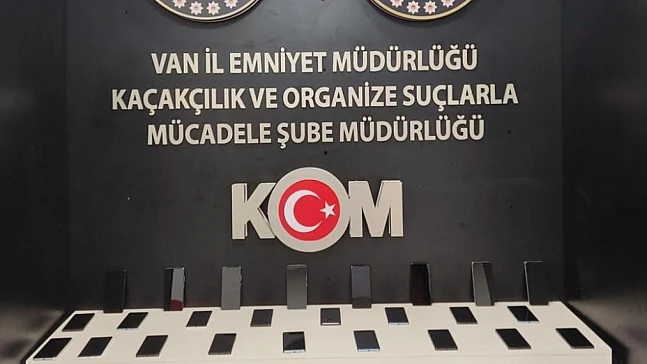 VAN İL EMNİYET MÜDÜRLÜĞÜ
KAÇAKÇILIK VE ORGANİZE SUÇLARLA
MÜCADELE ŞUBE MÜDÜRLÜĞÜ
KOM